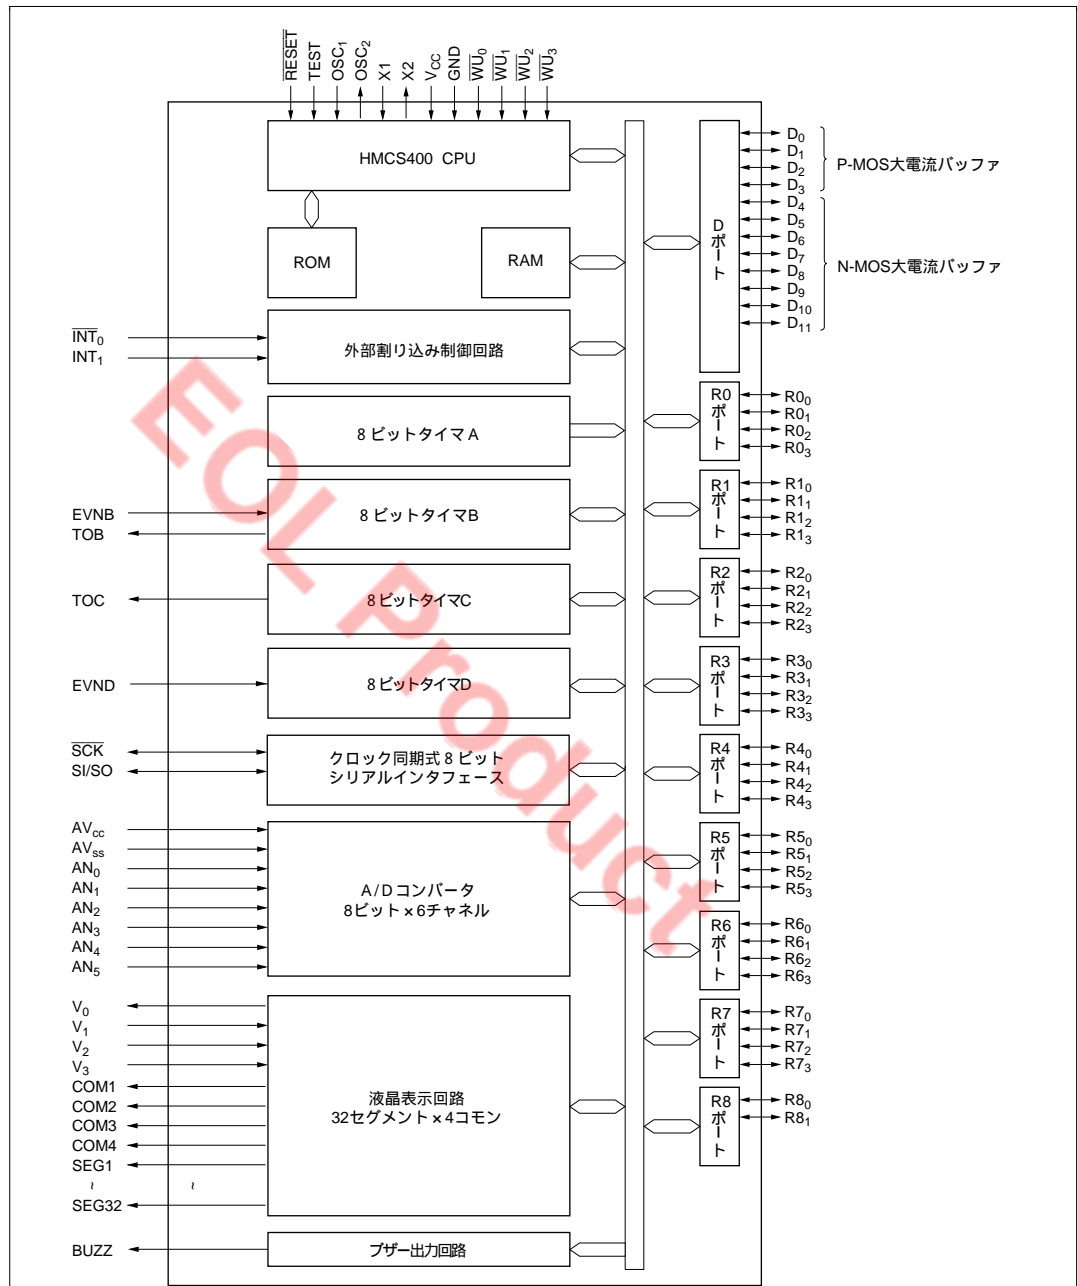 RESET
TEST
OSC1
OSC2
X1
X2
VCC
GND
WU0
WU1
WU2
WU3
HMCS400 CPU
ROM
RAM
外部割り込み制御回路
8 ビットタイマ A
8 ビットタイマB
8ビットタイマC
8ビットタイマD
クロック同期式 8 ビット
シリアルインタフェース
A/Dコンバータ
8ビット×6チャネル
液晶表示回路
32セグメント×4コモン
ブザー出力回路
INT0
INT1
EVNB
TOB
TOC
EVND
SCK
SI/SO
AVcc
AVss
AN0
AN1
AN2
AN3
AN4
AN5
V0
V1
V2
V3
COM1
COM2
COM3
COM4
SEG1
~ ~
SEG32
BUZZ
Dポート
D0
D1
D2
D3
D4
D5
D6
D7
D8
D9
D10
D11
P-MOS大電流バッファ
N-MOS大電流バッファ
R0ポート
R00
R01
R02
R03
R1ポート
R10
R11
R12
R13
R2ポート
R20
R21
R22
R23
R3ポート
R30
R31
R32
R33
R4ポート
R40
R41
R42
R43
R5ポート
R50
R51
R52
R53
R6ポート
R60
R61
R62
R63
R7ポート
R70
R71
R72
R73
R8ポート
R80
R81
EOL Product